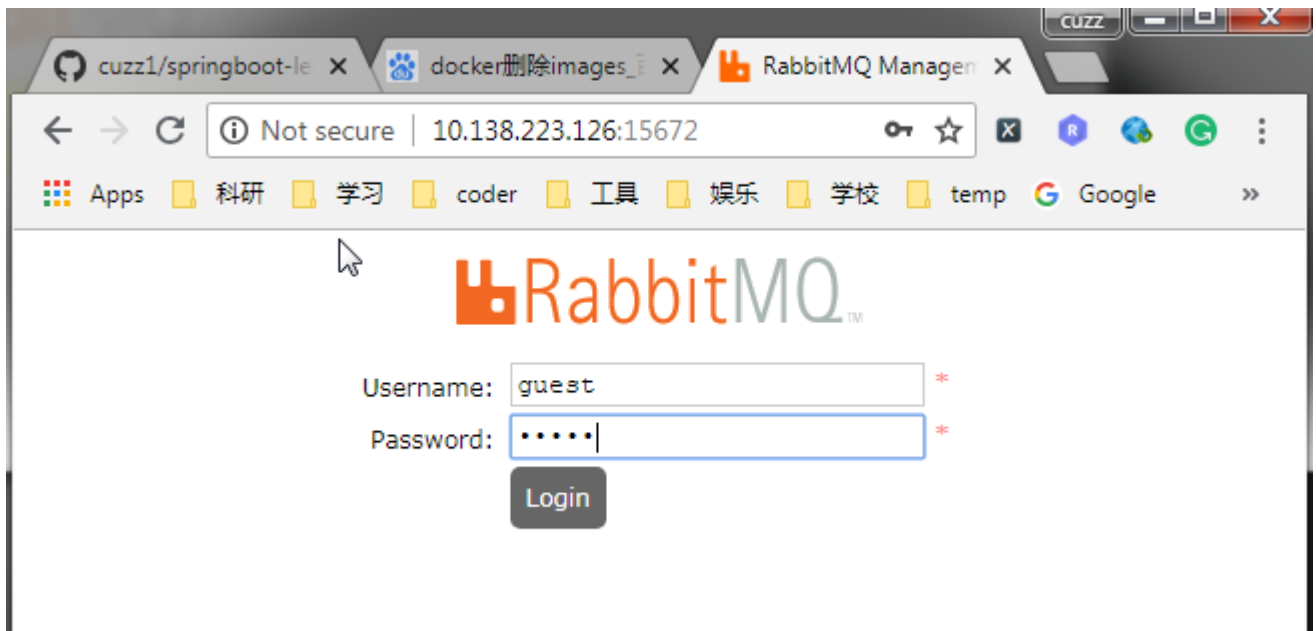 cuzz
cuzz1/springboot-le
docker删除images_
RabbitMQ Managem
Not secure | 10.138.223.126:15672
Apps 科研 学习 coder 工具 娱乐 学校 temp Google »
RabbitMQ™
Username: guest *
Password: ••••• *
Login